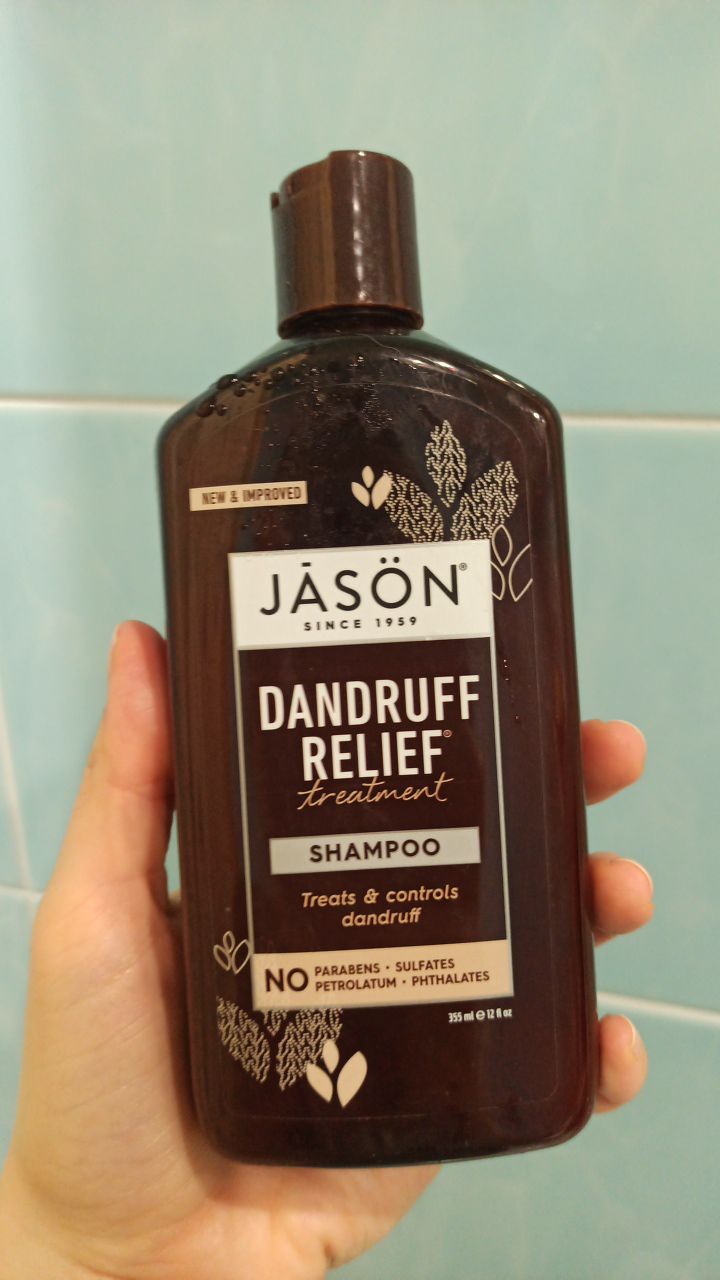 NEW & IMPROVED
JĀSÖN®
SINCE 1959
DANDRUFF
RELIEF®
treatment
SHAMPOO
Treats & controls
dandruff
NO PARABENS • SULFATES
PETROLATUM • PHTHALATES
355 ml ℮ 12 fl oz